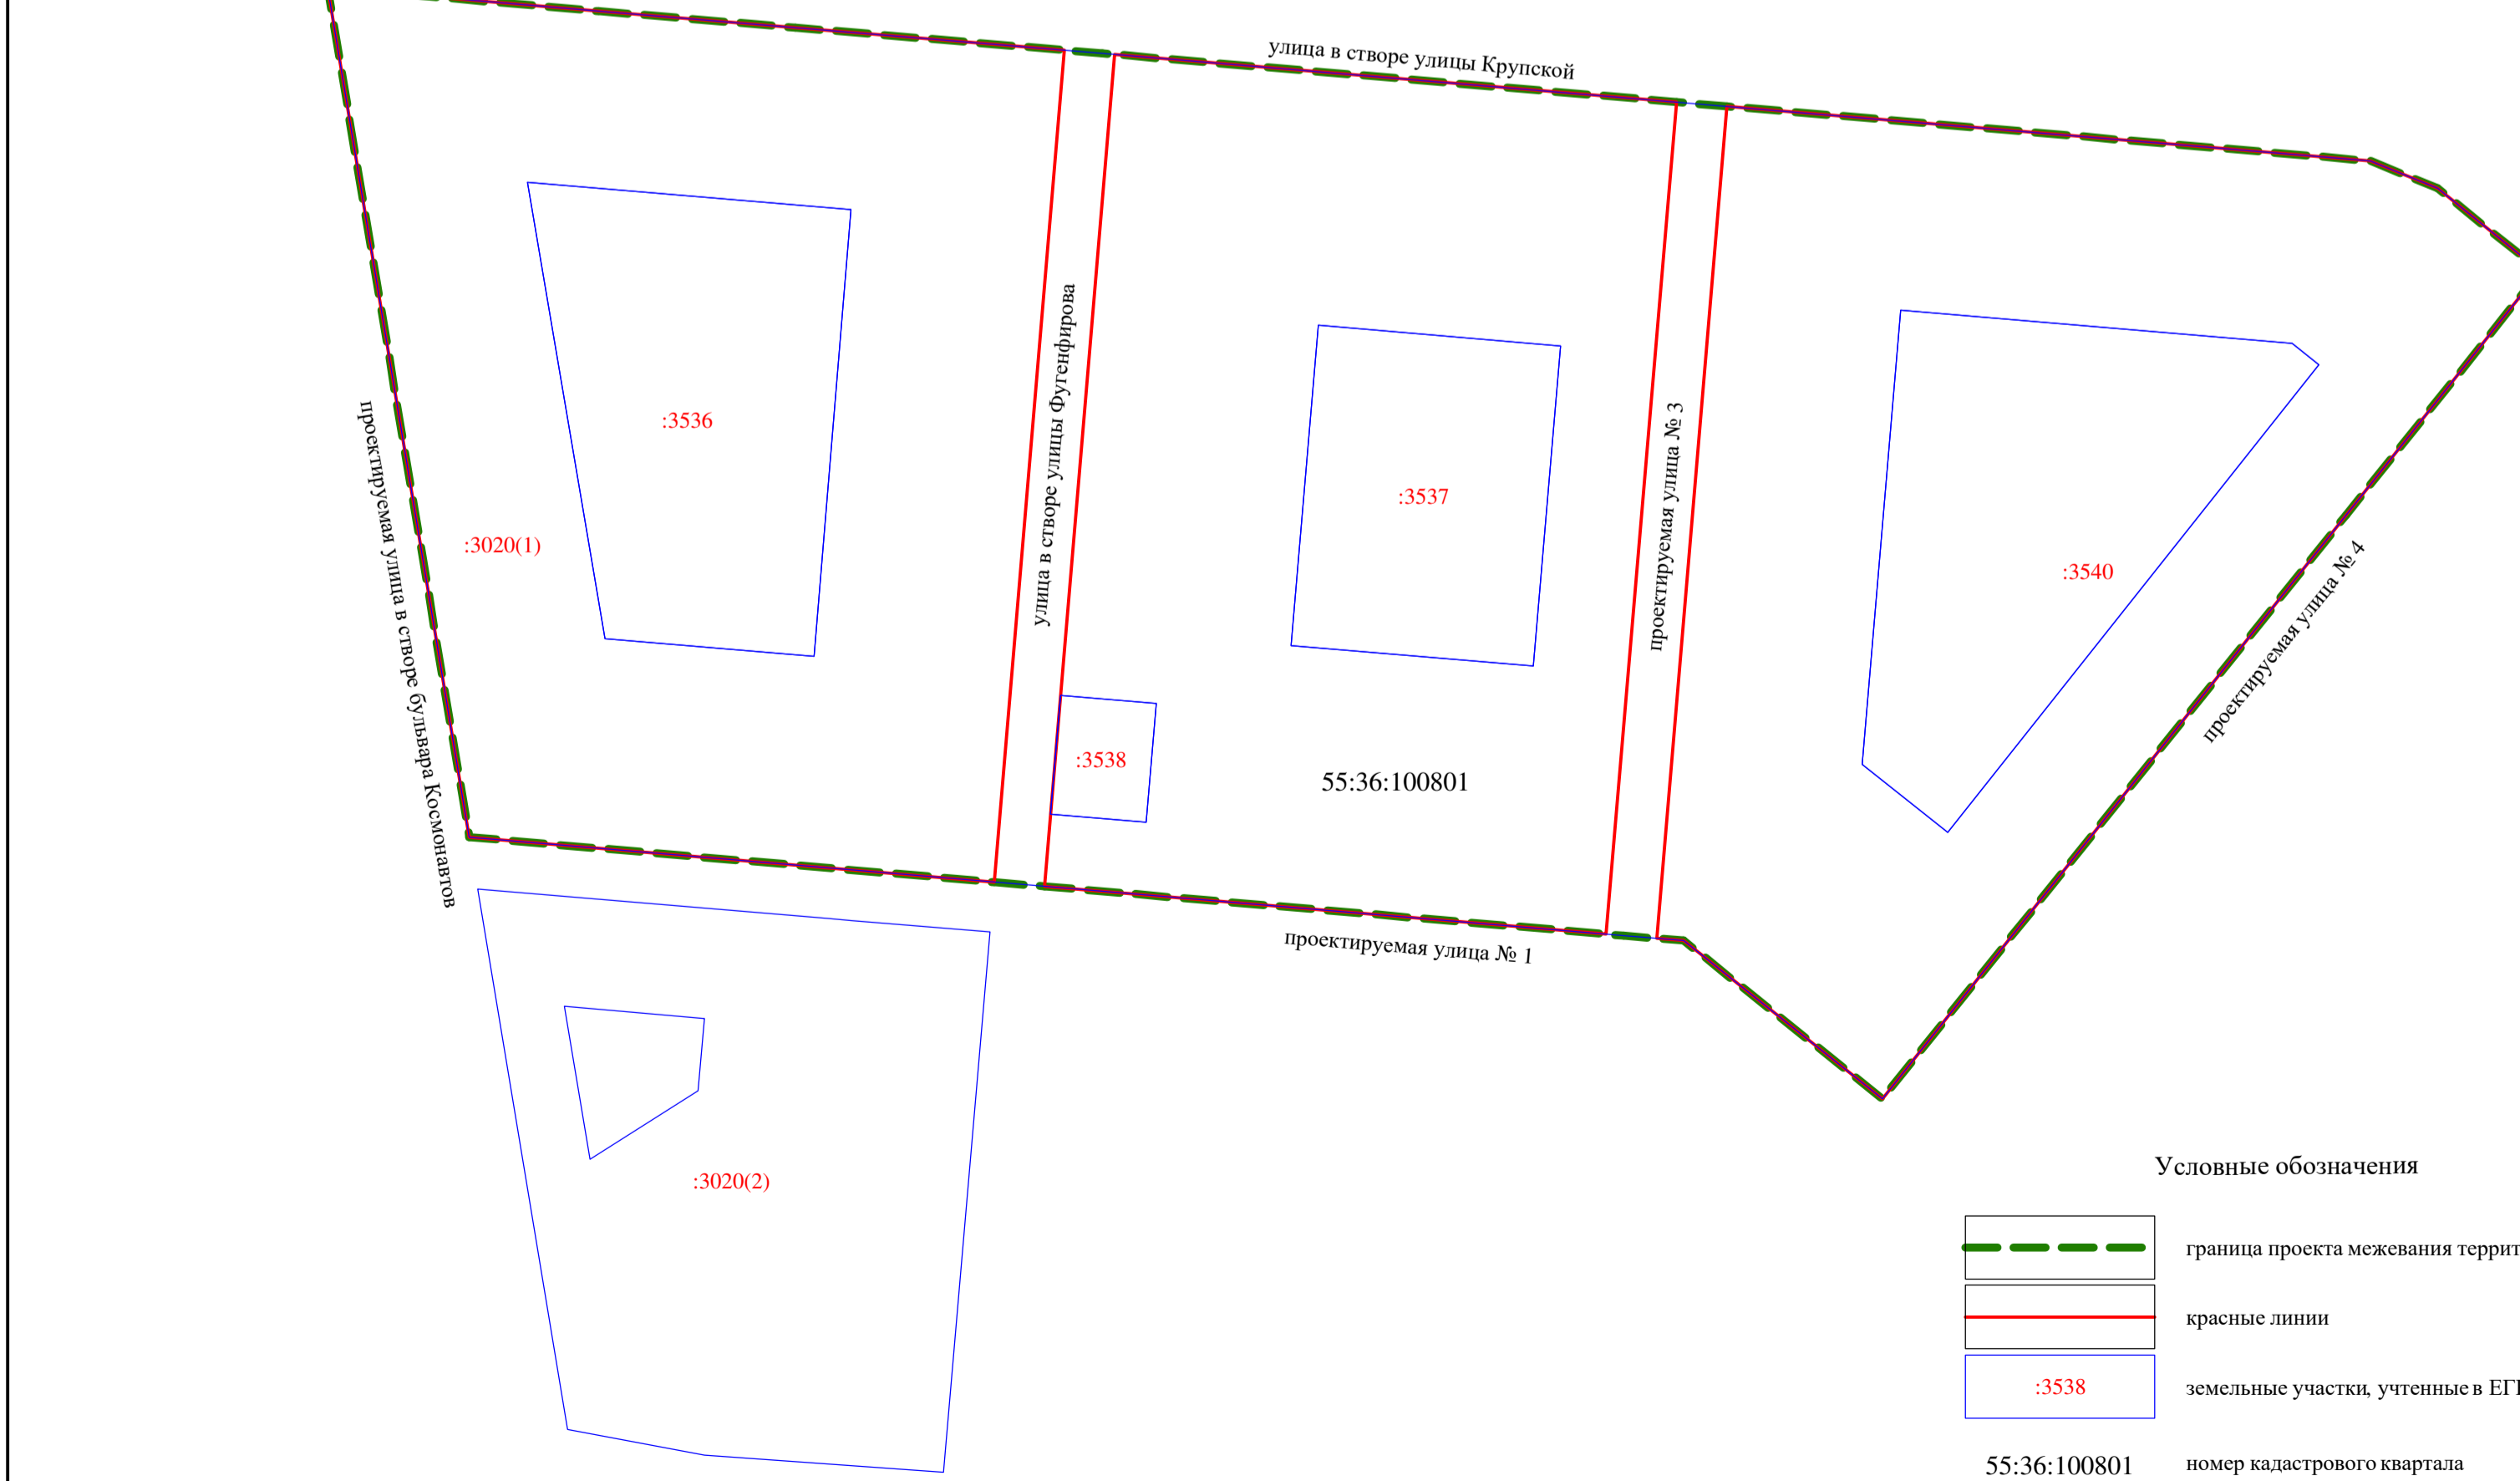 улица в створе улицы Крупской
улица в створе улицы Фугенфирова
:3536
проектируемая улица № 3
:3537
проектируемая улица в створе бульвара Космонавтов
:3020(1)
:3540
проектируемая улица № 4
:3538
55:36:100801
проектируемая улица № 1
:3020(2)
Условные обозначения
граница проекта межевания террит
красные линии
:3538
земельные участки, учтенные в ЕГ
55:36:100801
номер кадастрового квартала